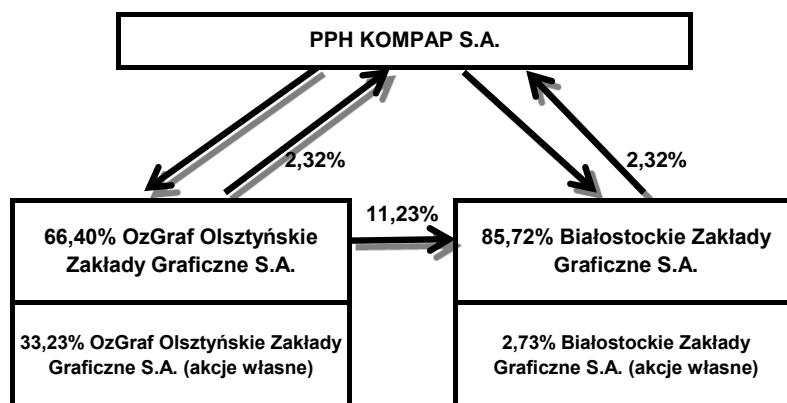 PPH KOMPAP S.A.
2,32%
2,32%
11,23%
66,40% OzGraf Olsztyńskie
Zakłady Graficzne S.A.
85,72% Białostockie Zakłady
Graficzne S.A.
33,23% OzGraf Olsztyńskie Zakłady
Graficzne S.A. (akcje własne)
2,73% Białostockie Zakłady
Graficzne S.A. (akcje własne)